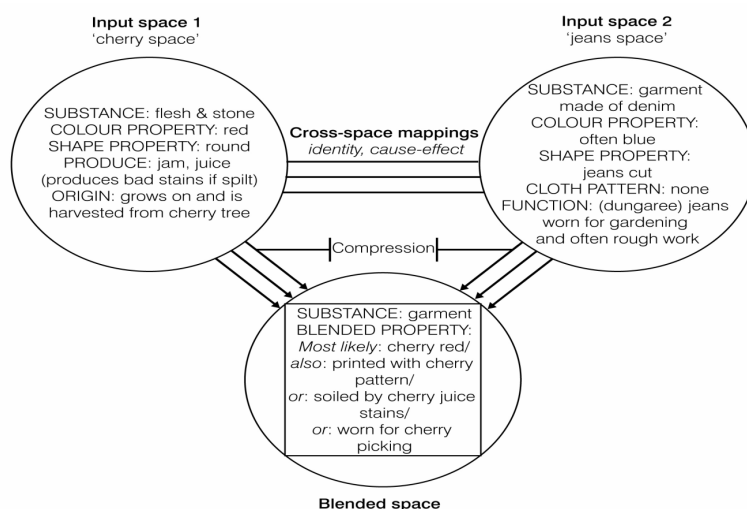 Input space 1
'cherry space'
SUBSTANCE: flesh & stone
COLOUR PROPERTY: red
SHAPE PROPERTY: round
PRODUCE: jam, juice
(produces bad stains if spilt)
ORIGIN: grows on and is
harvested from cherry tree
Cross-space mappings
identity, cause-effect
Input space 2
'jeans space'
SUBSTANCE: garment
made of denim
COLOUR PROPERTY:
often blue
SHAPE PROPERTY:
jeans cut
CLOTH PATTERN: none
FUNCTION: (dungaree) jeans
worn for gardening
and often rough work
Compression
SUBSTANCE: garment
BLENDED PROPERTY:
Most likely: cherry red/
also: printed with cherry
pattern/
or: soiled by cherry juice
stains/
or: worn for cherry
picking
Blended space